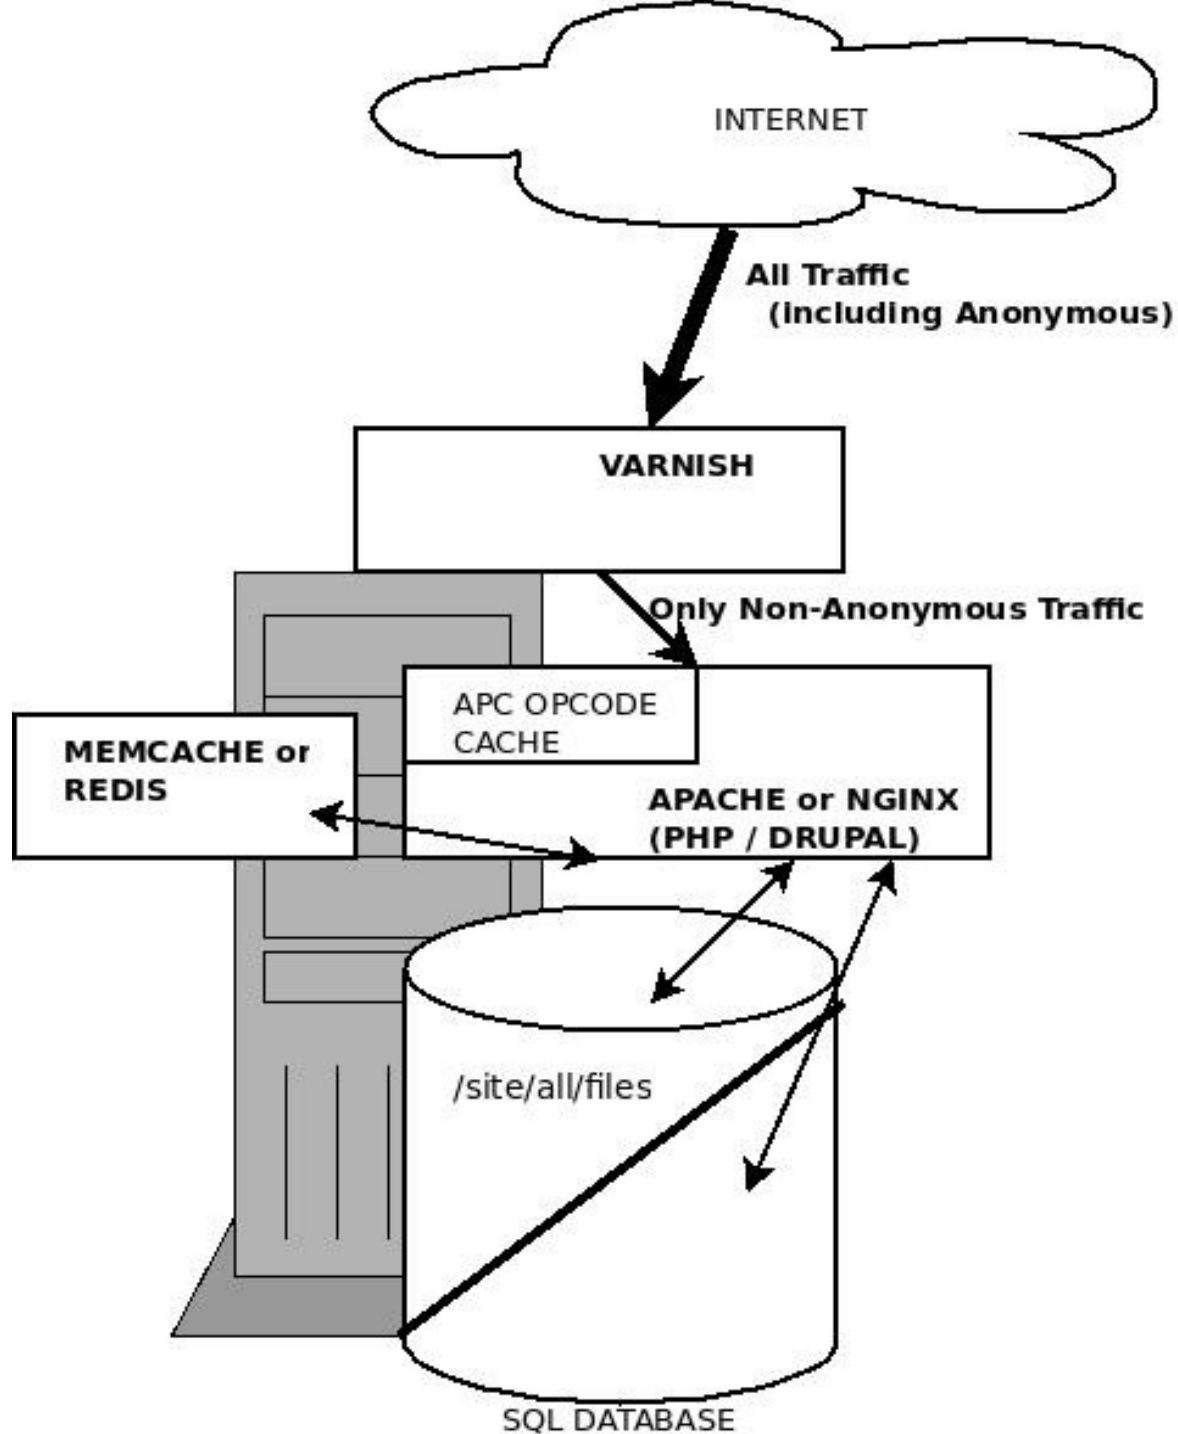 INTERNET
All Traffic
(including Anonymous)
VARNISH
Only Non-Anonymous Traffic
APC OPCODE
CACHE
MEMCACHE or
REDIS
APACHE or NGINX
(PHP / DRUPAL)
/site/all/files
SQL DATABASE